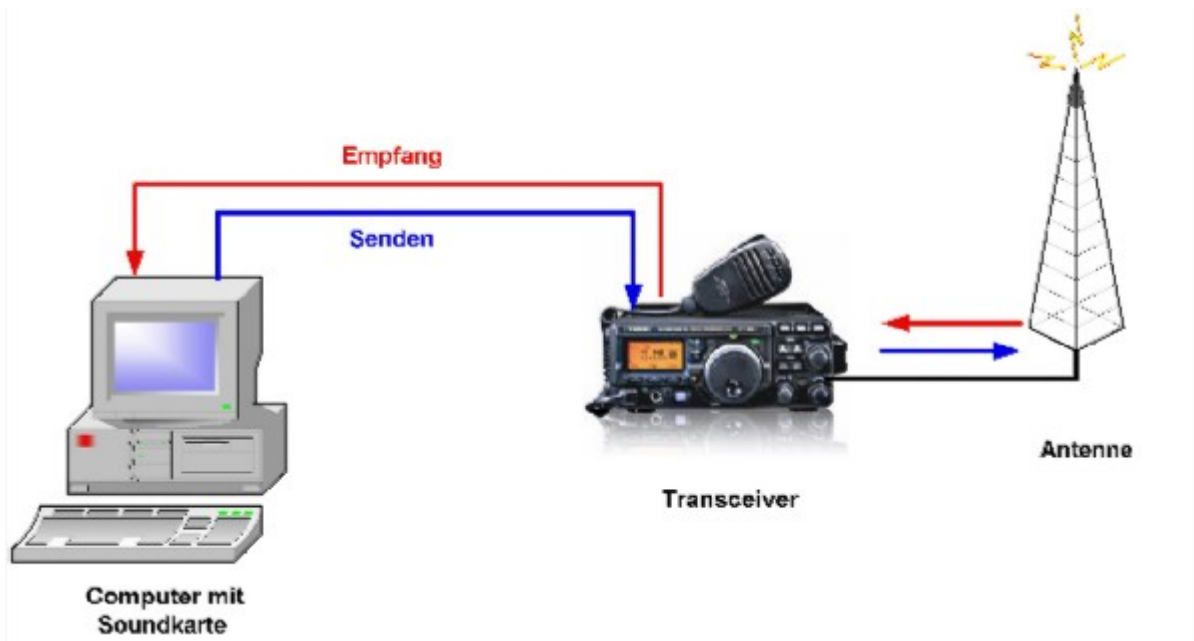 Empfang
Senden
Antenne
Transceiver
Computer mit
Soundkarte